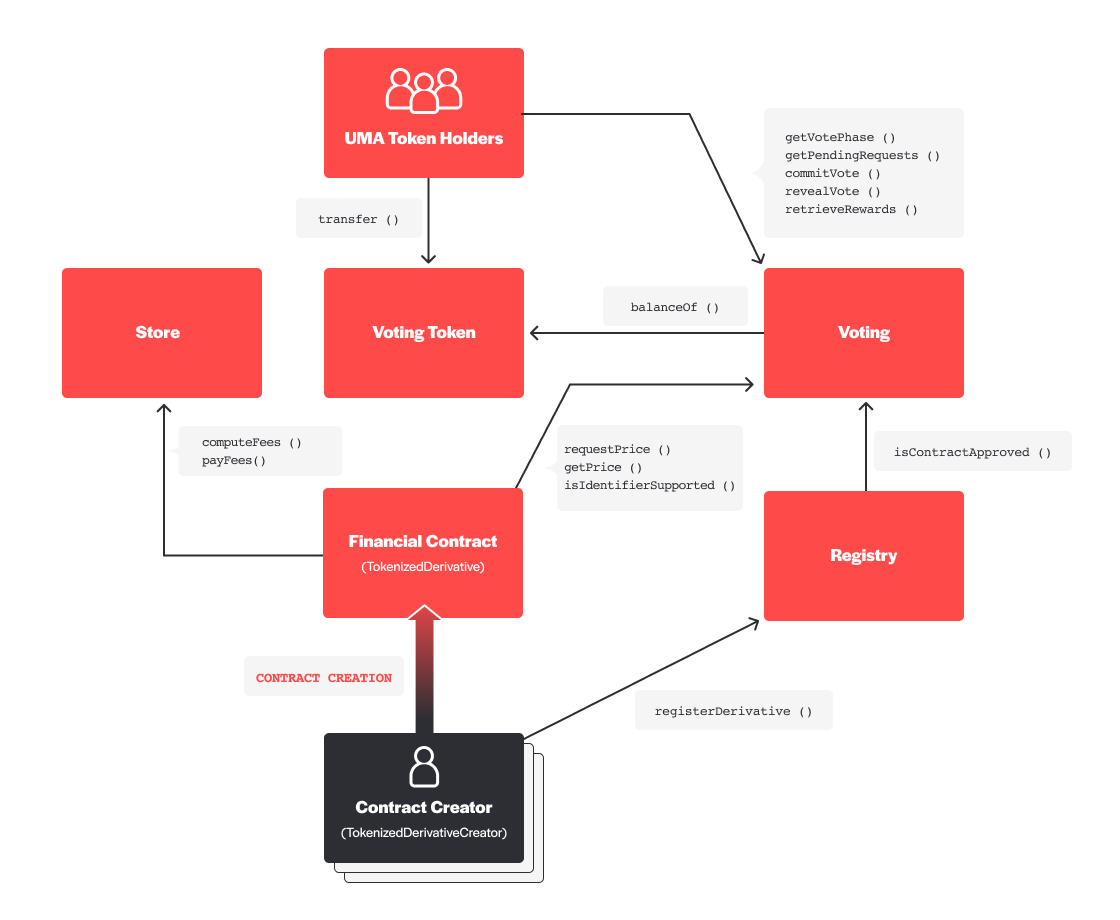 UMA Token Holders
getVotePhase ()
getPendingRequests ()
commitVote ()
revealVote ()
retrieveRewards ()
transfer ()
Store
Voting Token
balanceOf ()
Voting
computeFees ()
payFees()
requestPrice ()
getPrice ()
isIdentifierSupported ()
isContractApproved ()
Financial Contract
(TokenizedDerivative)
Registry
CONTRACT CREATION
registerDerivative ()
Contract Creator
(TokenizedDerivativeCreator)